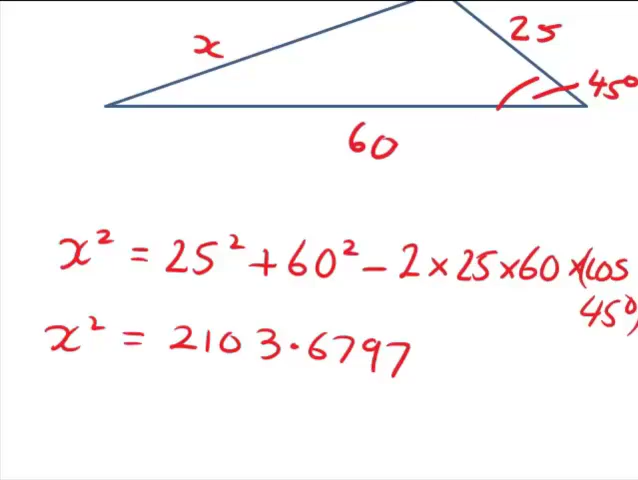 x
25
45°
60
x² = 25² + 60² - 2 × 25 × 60 × (cos
45°)
x² = 2103.6797